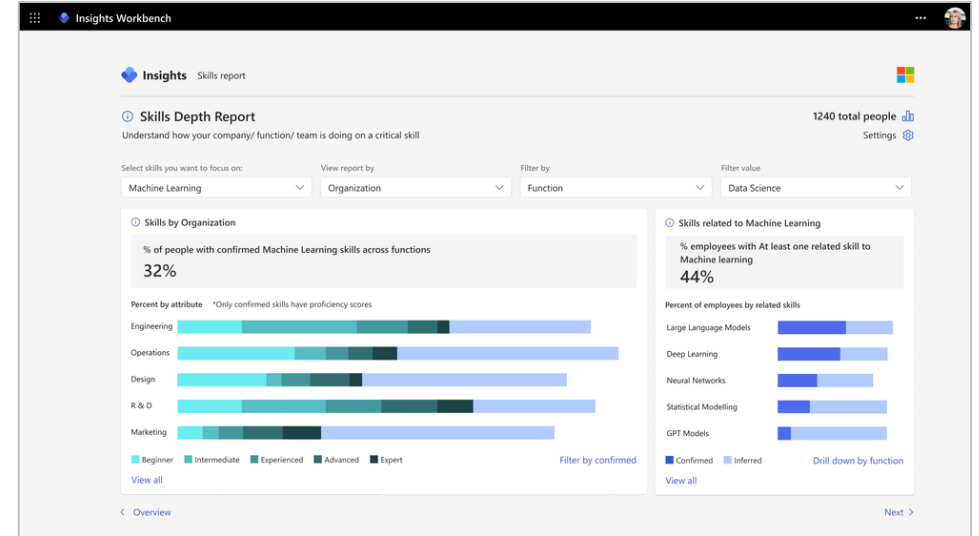 Insights Workbench
Insights Skills report
Skills Depth Report
1240 total people
Understand how your company/ function/ team is doing on a critical skill
Settings
Select skills you want to focus on:
View report by
Filter by
Filter value
Machine Learning
Organization
Function
Data Science
Skills by Organization
% of people with confirmed Machine Learning skills across functions
32%
Percent by attribute *Only confirmed skills have proficiency scores
Engineering
Operations
Design
R & D
Marketing
Beginner Intermediate Experienced Advanced Expert
Filter by confirmed
View all
Skills related to Machine Learning
% employees with At least one related skill to
Machine learning
44%
Percent of employees by related skills
Large Language Models
Deep Learning
Neural Networks
Statistical Modelling
GPT Models
Confirmed Inferred
Drill down by function
View all
Overview
Next